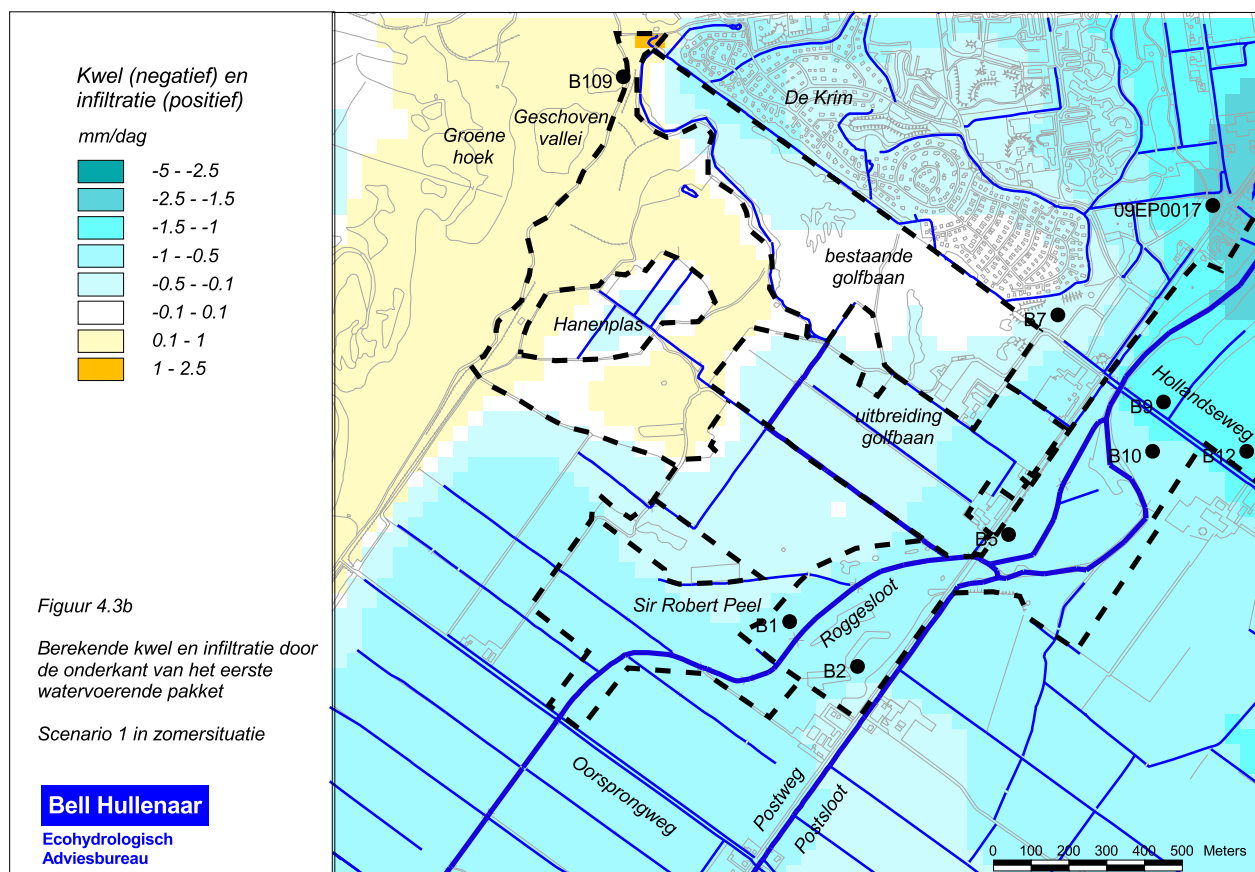 Kwel (negatief) en
infiltratie (positief)
mm/dag
-5 - -2.5
-2.5 - -1.5
-1.5 - -1
-1 - -0.5
-0.5 - -0.1
-0.1 - 0.1
0.1 - 1
1 - 2.5
Figuur 4.3b
Berekende kwel en infiltratie door
de onderkant van het eerste
watervoerende pakket
Scenario 1 in zomersituatie
Bell Hullenaar
Ecohydrologisch
Adviesbureau
B109
De Krim
Geschoven
vallei
Groene
hoek
09EP0017
bestaande
golfbaan
Hanenplas
B7
Hollandseweg
B9
uitbreiding
golfbaan
B10
B12
B5
Sir Robert Peel
B1
Roggesloot
B2
Oorsprongweg
Postweg
Postsloot
0 100 200 300 400 500 Meters